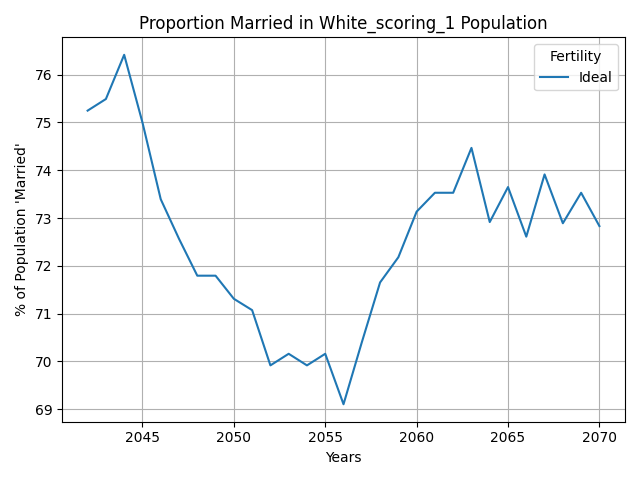 Proportion Married in White_scoring_1 Population
Fertility
Ideal
% of Population 'Married'
76
75
74
73
72
71
70
69
2045
2050
2055
2060
2065
2070
Years